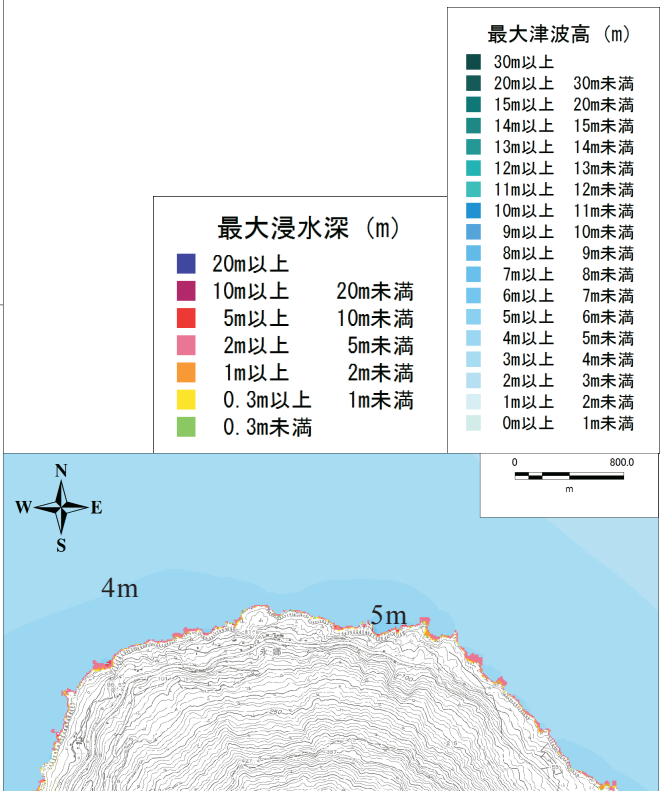 最大津波高 (m)
30m以上
20m以上 30m未満
15m以上 20m未満
14m以上 15m未満
13m以上 14m未満
12m以上 13m未満
11m以上 12m未満
10m以上 11m未満
9m以上 10m未満
8m以上 9m未満
7m以上 8m未満
6m以上 7m未満
5m以上 6m未満
4m以上 5m未満
3m以上 4m未満
2m以上 3m未満
1m以上 2m未満
0m以上 1m未満
最大浸水深 (m)
20m以上
10m以上 20m未満
5m以上 10m未満
2m以上 5m未満
1m以上 2m未満
0.3m以上 1m未満
0.3m未満
0 800.0
m
N
W E
S
4m
5m